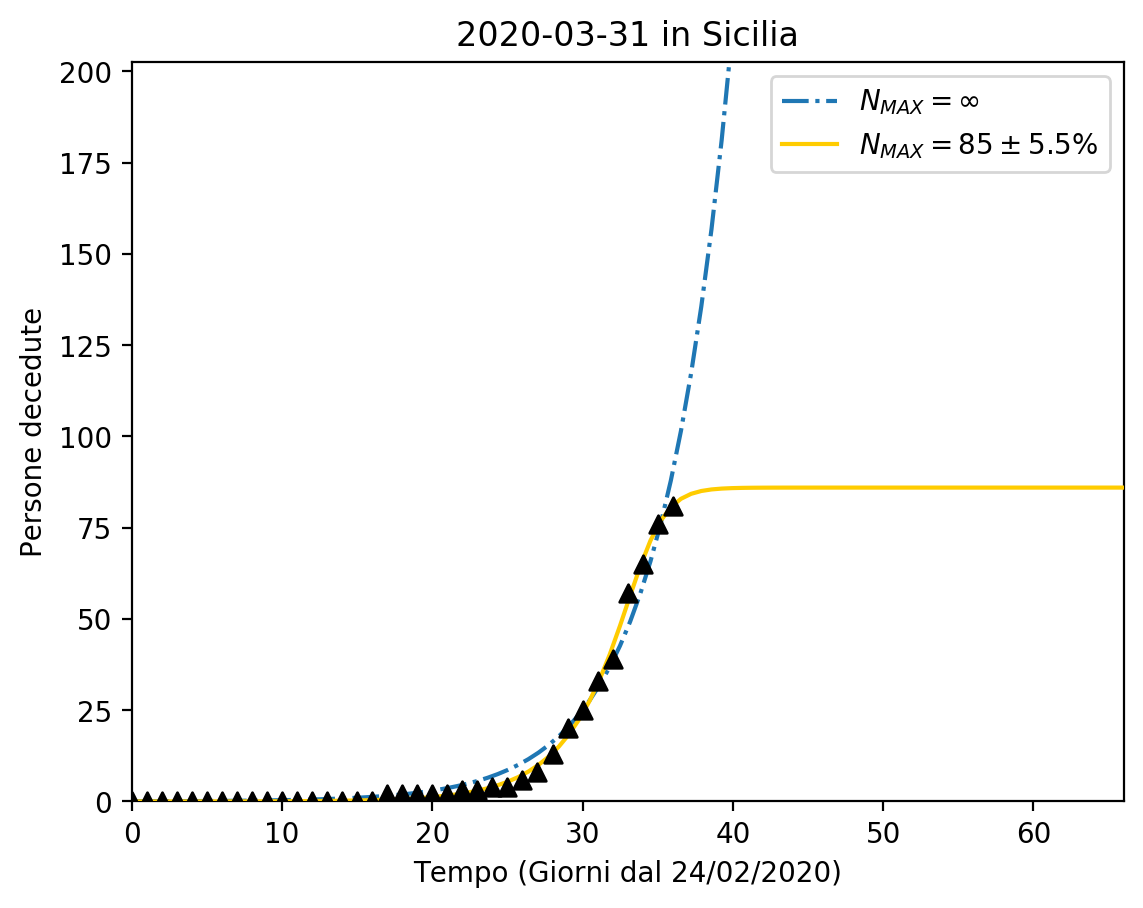 2020-03-31 in Sicilia
N_MAX = ∞
N_MAX = 85 ± 5.5%
200
175
150
125
100
75
50
25
0
Persone decedute
0 10 20 30 40 50 60
Tempo (Giorni dal 24/02/2020)